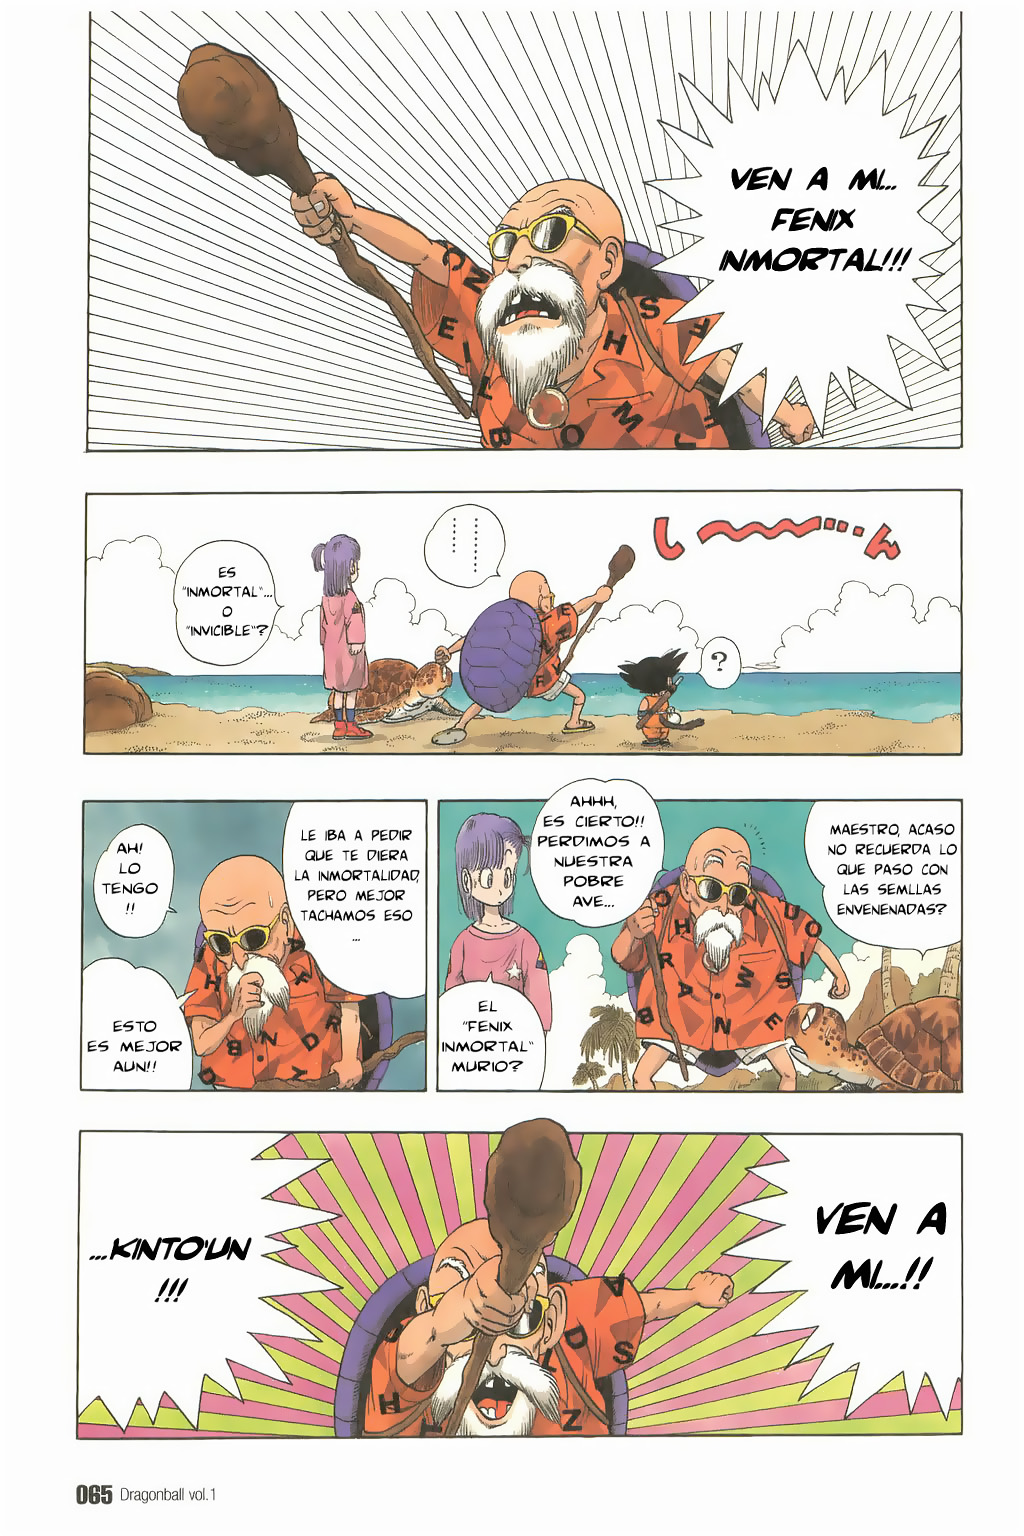 VEN A MI...
FENIX
INMORTAL!!!
ES
"INMORTAL"...
O
"INVICIBLE"?
し～～～...ん
?
AH!
LO
TENGO
!!
LE IBA A PEDIR
QUE TE DIERA
LA INMORTALIDAD,
PERO MEJOR
TACHAMOS ESO
...
ESTO
ES MEJOR
AUN!!
AHHH,
ES CIERTO!!
PERDIMOS A
NUESTRA
POBRE
AVE...
MAESTRO, ACASO
NO RECUERDA LO
QUE PASO CON
LAS SEMLLAS
ENVENENADAS?
EL
"FENIX
INMORTAL"
MURIO?
VEN A
MI...!!
...KINTO'UN
!!!
065 Dragonball vol.1